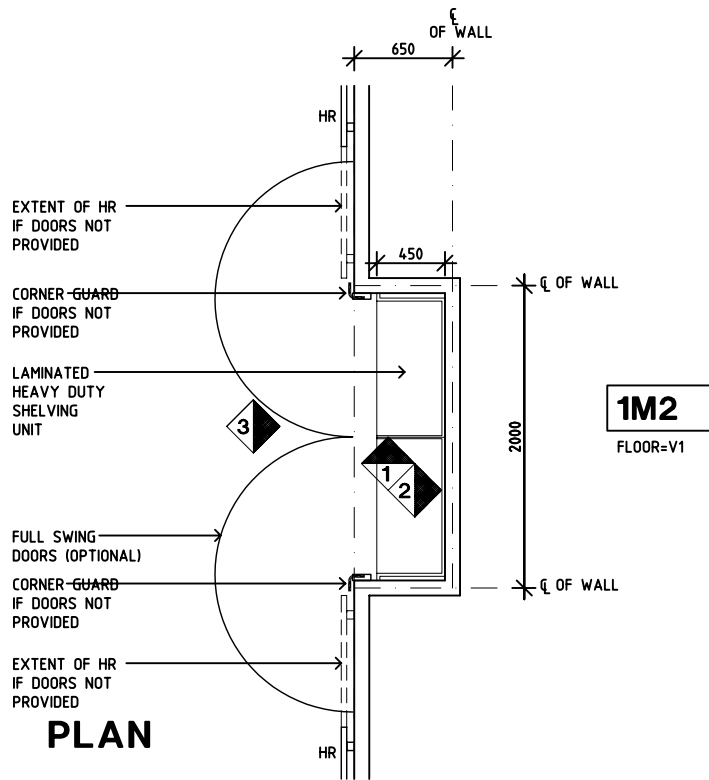 ℄
OF WALL
650
HR
EXTENT OF HR
IF DOORS NOT
PROVIDED
450
CORNER GUARD
IF DOORS NOT
PROVIDED
℄ OF WALL
LAMINATED
HEAVY DUTY
SHELVING
UNIT
1M2
FLOOR=V1
3
2000
1
2
FULL SWING
DOORS (OPTIONAL)
CORNER GUARD
IF DOORS NOT
PROVIDED
℄ OF WALL
EXTENT OF HR
IF DOORS NOT
PROVIDED
PLAN
HR